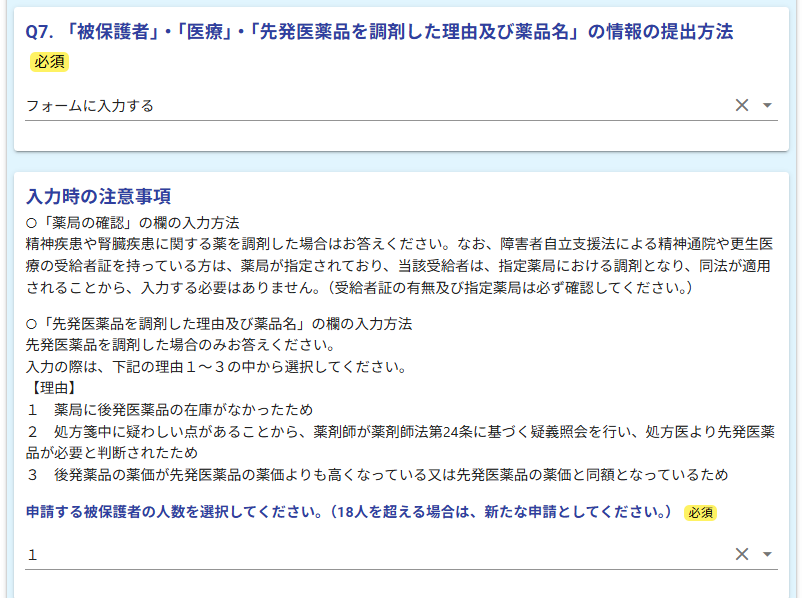 Q7. 「被保護者」・「医療」・「先発医薬品を調剤した理由及び薬品名」の情報の提出方法
必須
フォームに入力する
入力時の注意事項
○「薬局の確認」の欄の入力方法
精神疾患や腎臓疾患に関する薬を調剤した場合はお答えください。なお、障害者自立支援法による精神通院や更生医
療の受給者証を持っている方は、薬局が指定されており、当該受給者は、指定薬局における調剤となり、同法が適用
されることから、入力する必要はありません。（受給者証の有無及び指定薬局は必ず確認してください。）
○「先発医薬品を調剤した理由及び薬品名」の欄の入力方法
先発医薬品を調剤した場合のみお答えください。
入力の際は、下記の理由１～３の中から選択してください。
【理由】
１　薬局に後発医薬品の在庫がなかったため
２　処方箋中に疑わしい点があることから、薬剤師が薬剤師法第24条に基づく疑義照会を行い、処方医より先発医薬
品が必要と判断されたため
３　後発薬品の薬価が先発医薬品の薬価よりも高くなっている又は先発医薬品の薬価と同額となっているため
申請する被保護者の人数を選択してください。（18人を超える場合は、新たな申請としてください。） 必須
1